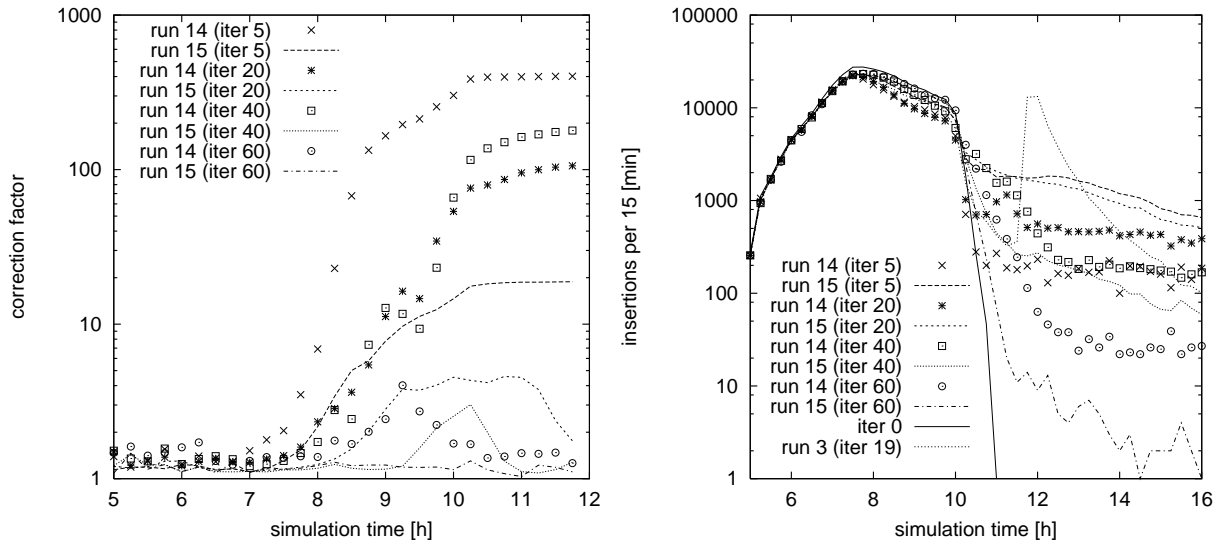 1000
100
10
1
correction factor
run 14 (iter 5)
run 15 (iter 5)
run 14 (iter 20)
run 15 (iter 20)
run 14 (iter 40)
run 15 (iter 40)
run 14 (iter 60)
run 15 (iter 60)
5 6 7 8 9 10 11 12
simulation time [h]
100000
10000
1000
100
10
1
insertions per 15 [min]
run 14 (iter 5)
run 15 (iter 5)
run 14 (iter 20)
run 15 (iter 20)
run 14 (iter 40)
run 15 (iter 40)
run 14 (iter 60)
run 15 (iter 60)
iter 0
run 3 (iter 19)
6 8 10 12 14 16
simulation time [h]